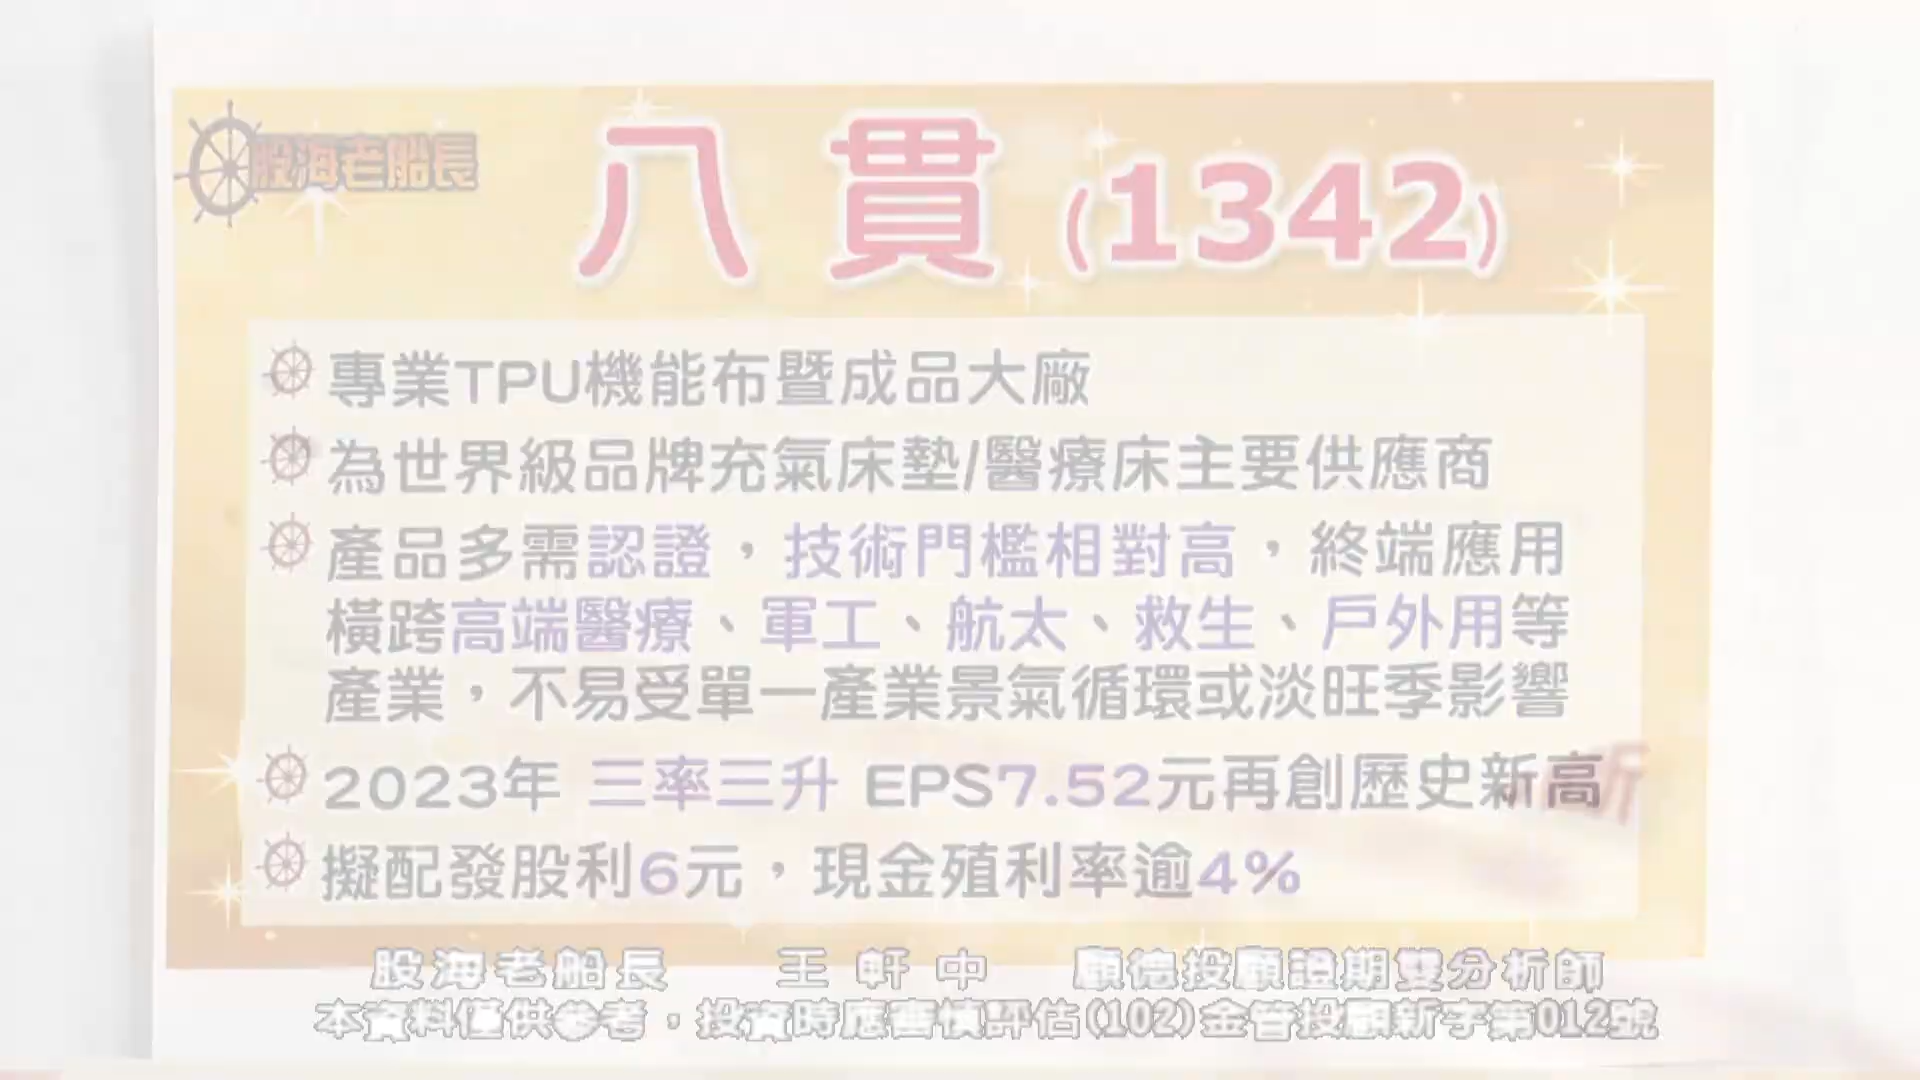 股海老船長
八貫(1342)
專業TPU機能布暨成品大廠
為世界級品牌充氣床墊/醫療床主要供應商
產品多需認證，技術門檻相對高，終端應用
橫跨高端醫療、軍工、航太、救生、戶外用等
產業，不易受單一產業景氣循環或淡旺季影響
2023年 三率三升 EPS7.52元再創歷史新高
擬配發股利6元，現金殖利率逾4%
股海老船長 王軒中 顧德投顧證期雙分析師
本資料僅供參考，投資時應審慎評估(102)金管投顧新字第012號